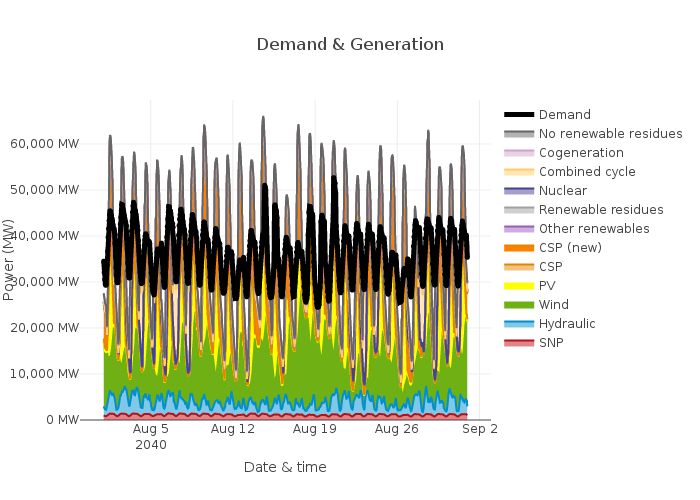 Demand & Generation
Power (MW)
60,000 MW
50,000 MW
40,000 MW
30,000 MW
20,000 MW
10,000 MW
0 MW
Aug 5
2040
Aug 12
Aug 19
Aug 26
Sep 2
Date & time
Demand
No renewable residues
Cogeneration
Combined cycle
Nuclear
Renewable residues
Other renewables
CSP (new)
CSP
PV
Wind
Hydraulic
SNP